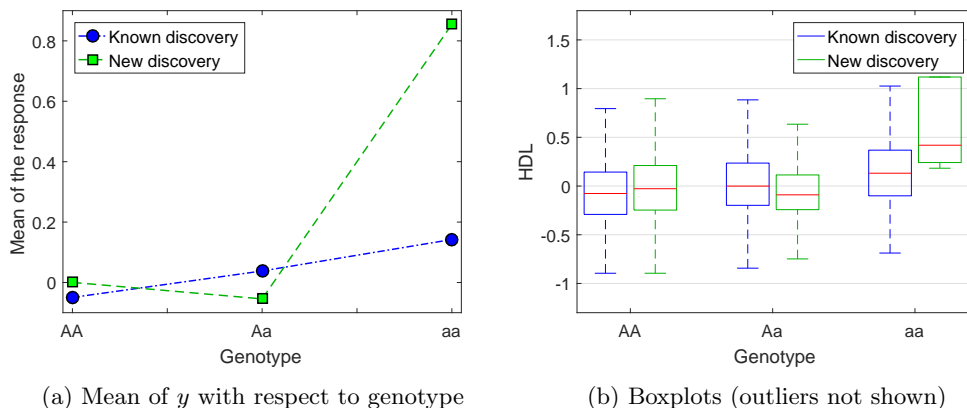 Known discovery
New discovery
0.8
0.6
0.4
0.2
0
Mean of the response
AA
Aa
aa
Genotype
(a) Mean of y with respect to genotype
Known discovery
New discovery
1.5
1
0.5
0
-0.5
-1
HDL
AA
Aa
aa
Genotype
(b) Boxplots (outliers not shown)